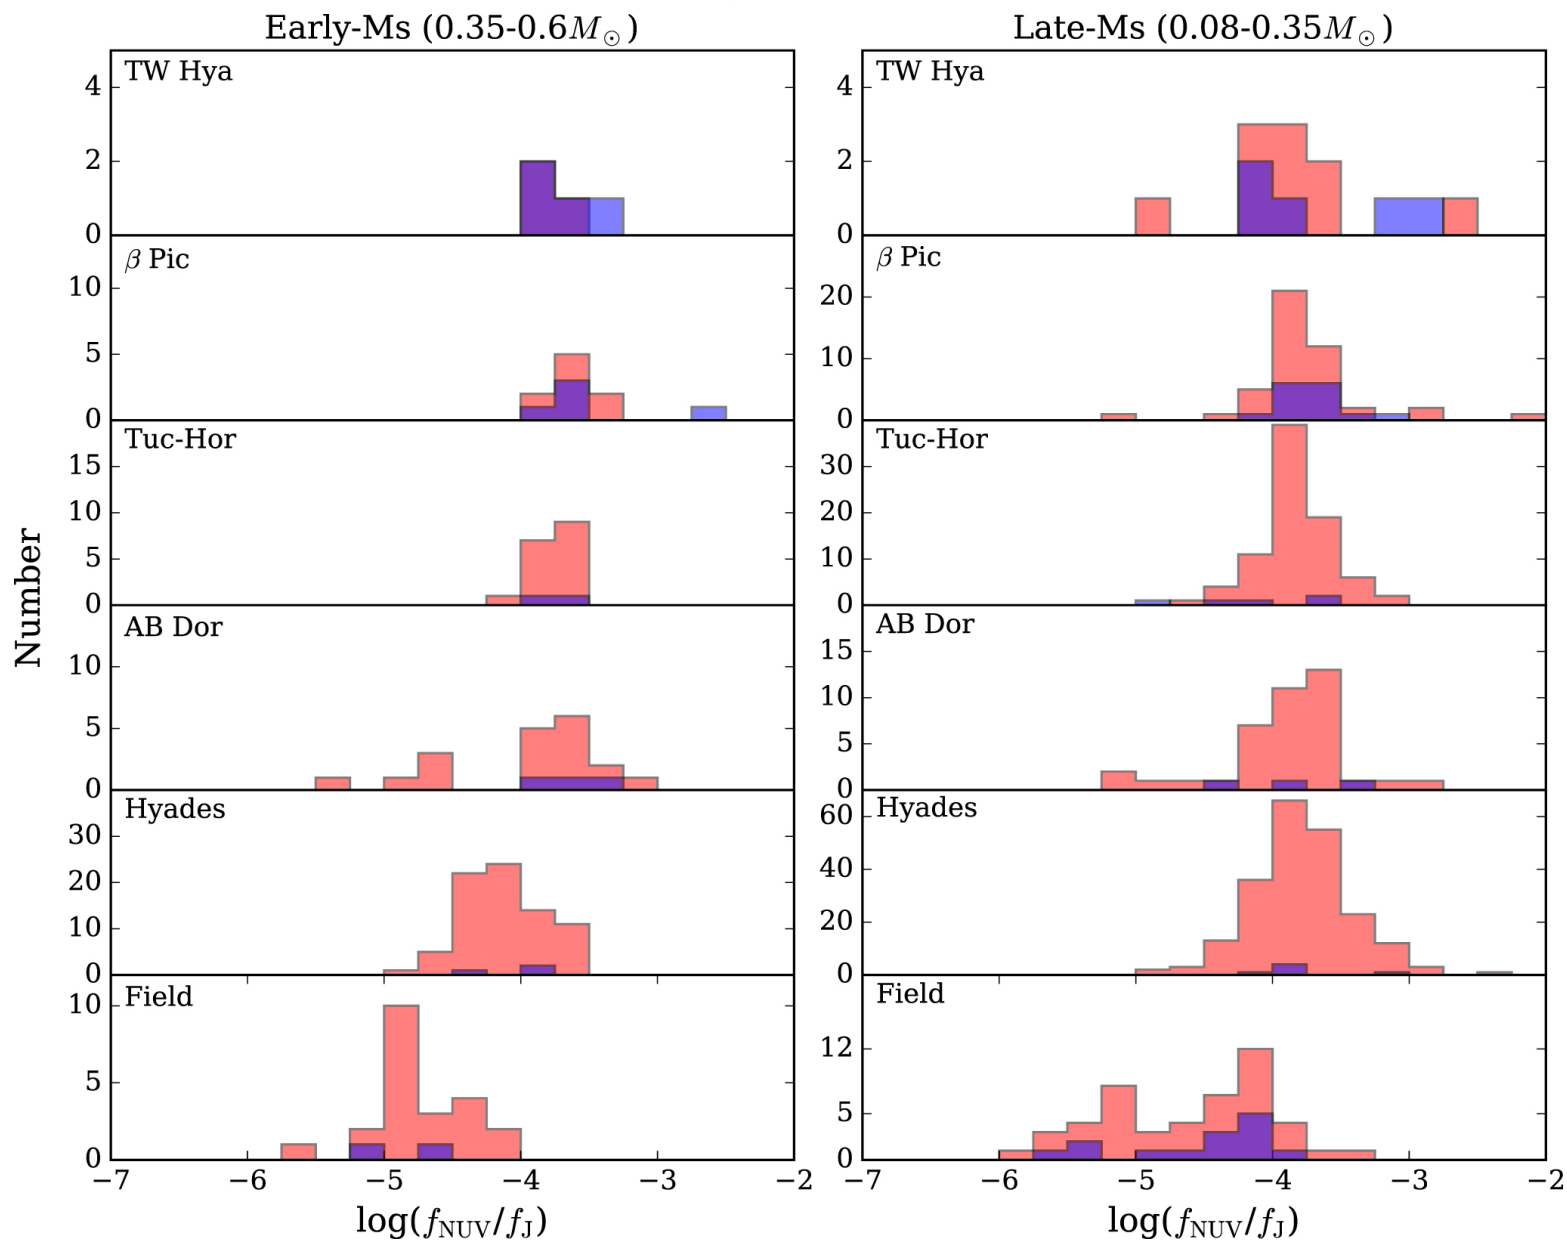 Early-Ms (0.35-0.6M⊙)
Late-Ms (0.08-0.35M⊙)
Number
TW Hya
4
2
0
TW Hya
4
2
0
β Pic
10
5
0
β Pic
20
10
0
Tuc-Hor
15
10
5
0
Tuc-Hor
30
20
10
0
AB Dor
10
5
0
AB Dor
15
10
5
0
Hyades
30
20
10
0
Hyades
60
40
20
0
Field
10
5
0
Field
12
5
0
−7 −6 −5 −4 −3 −2
−7 −6 −5 −4 −3 −2
log(fNUV/fJ)
log(fNUV/fJ)